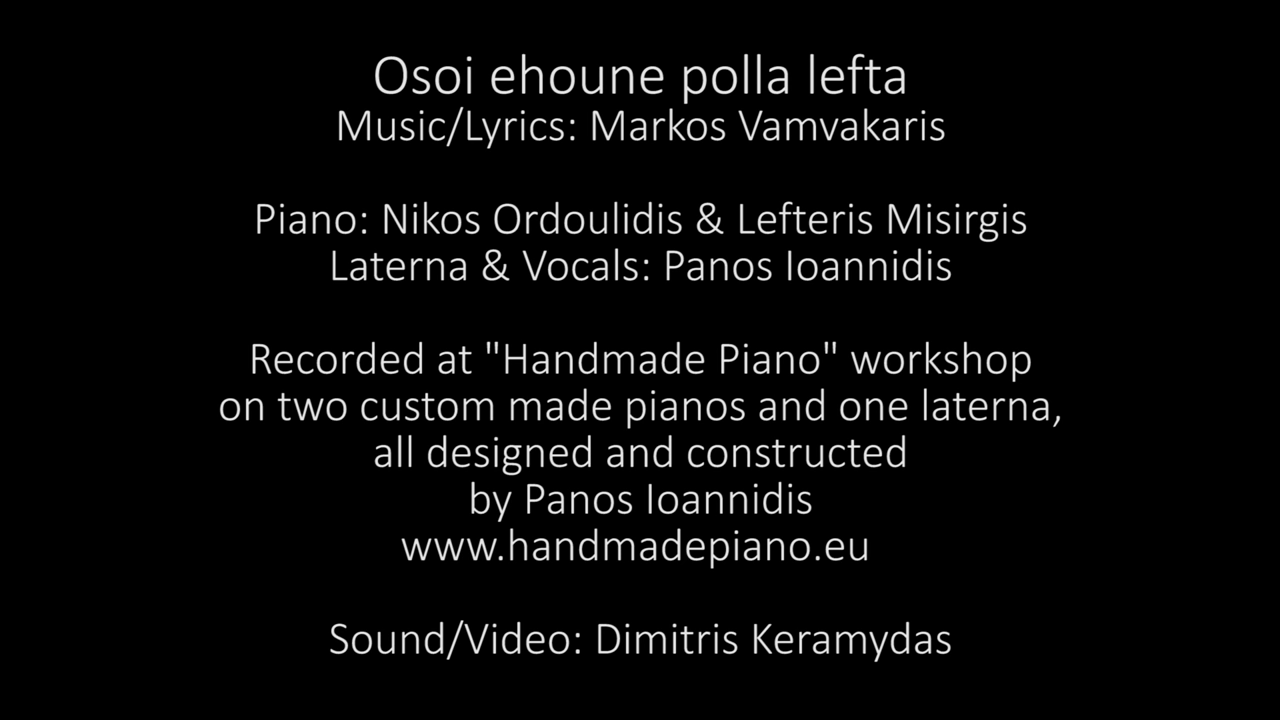 Osoi ehoune polla lefta
Music/Lyrics: Markos Vamvakaris
Piano: Nikos Ordoulidis & Lefteris Misirgis
Laterna & Vocals: Panos Ioannidis
Recorded at "Handmade Piano" workshop
on two custom made pianos and one laterna,
all designed and constructed
by Panos Ioannidis
www.handmadepiano.eu
Sound/Video: Dimitris Keramydas